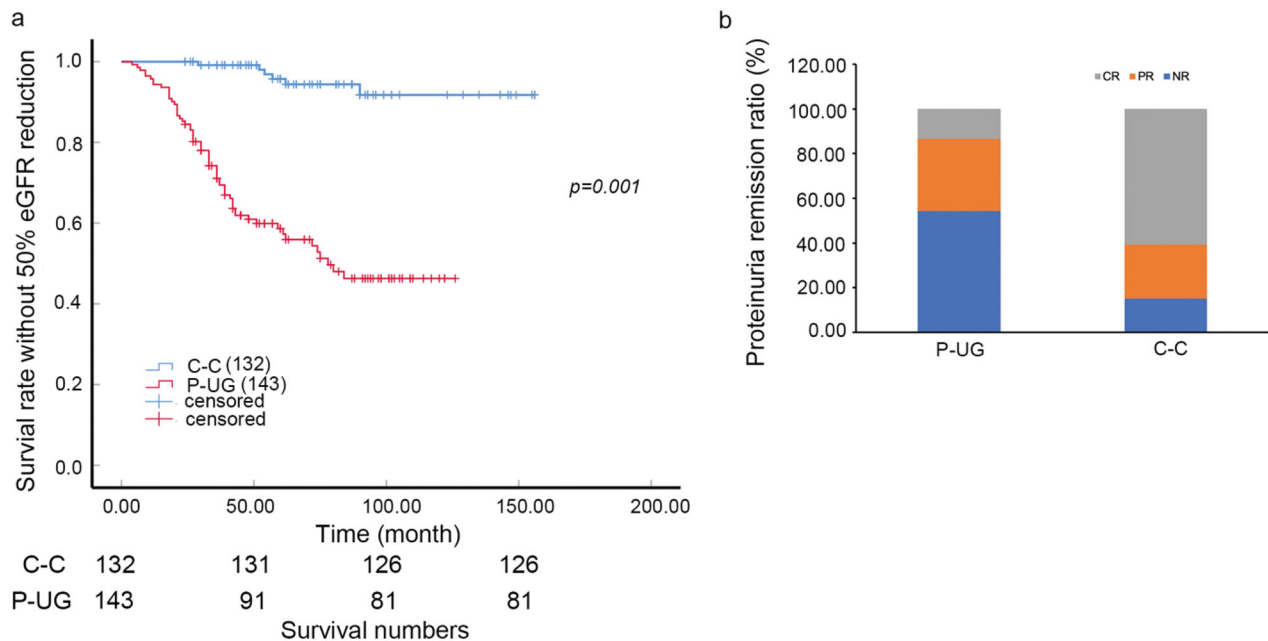 a
Survial rate without 50% eGFR reduction
1.0
0.8
0.6
0.4
0.2
0.0
p=0.001
C-C (132)
P-UG (143)
censored
censored
0.00 50.00 100.00 150.00 200.00
Time (month)
C-C 132 131 126 126
P-UG 143 91 81 81
Survival numbers
b
Proteinuria remission ratio (%)
120.00
100.00
80.00
60.00
40.00
20.00
0.00
CR PR NR
P-UG C-C